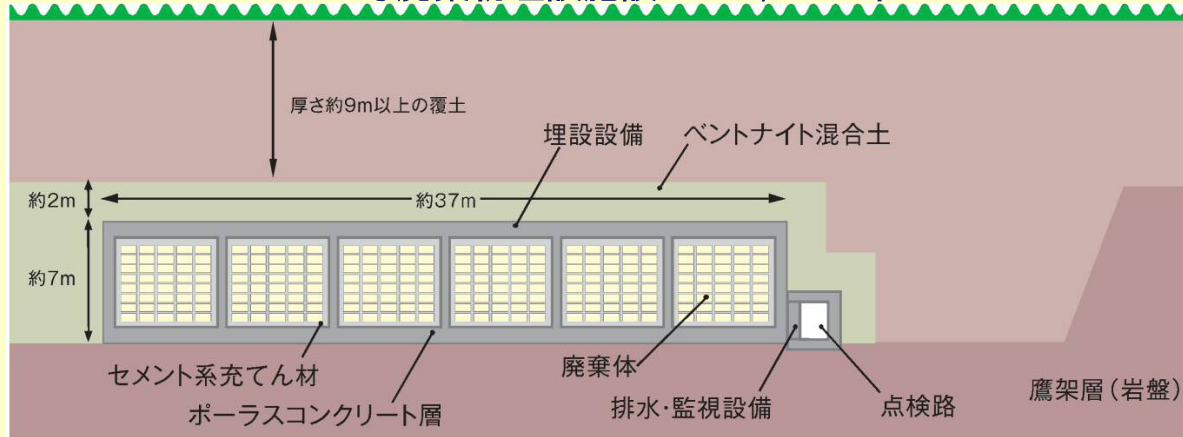 厚さ約9m以上の覆土
埋設設備
ベントナイト混合土
約2m
約37m
約7m
セメント系充てん材
廃棄体
ポーラスコンクリート層
排水・監視設備
点検路
鷹架層(岩盤)